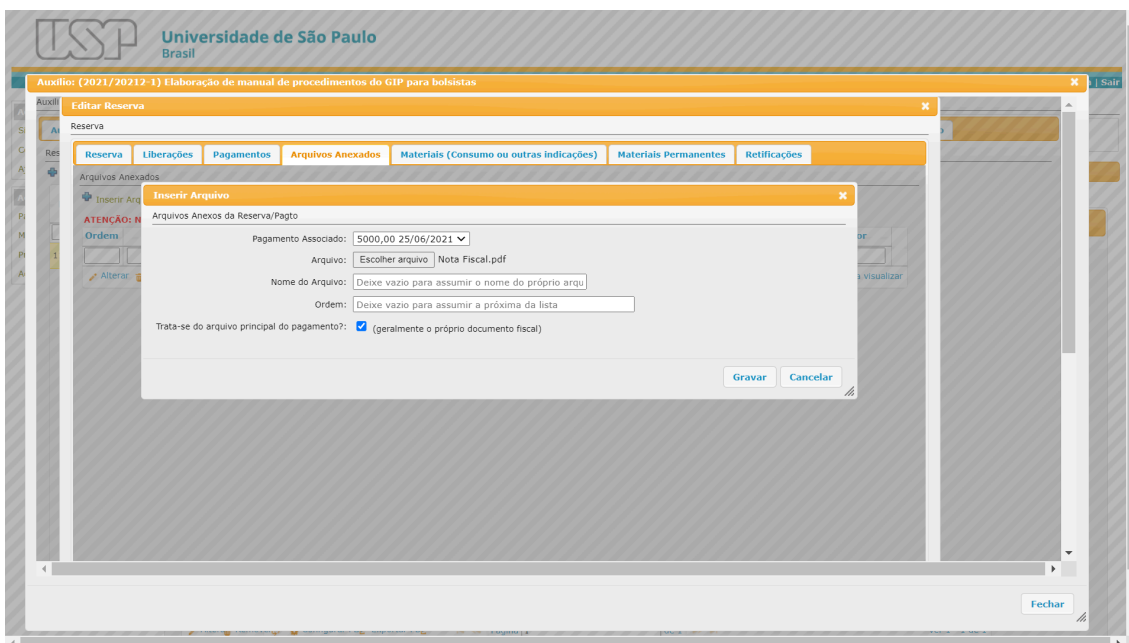 USP Universidade de São Paulo
Brasil
Auxílio: (2021/20212-1) Elaboração de manual de procedimentos do GIP para bolsistas
| Sair
Auxíli
Editar Reserva
Reserva
Reserva Liberações Pagamentos Arquivos Anexados Materiais (Consumo ou outras indicações) Materiais Permanentes Retificações
Arquivos Anexados
Inserir Arq
Inserir Arquivo
ATENÇÃO: N
Arquivos Anexos da Reserva/Pagto
Ordem
or.
Pagamento Associado: 5000,00 25/06/2021
Arquivo: Escolher arquivo Nota Fiscal.pdf
1
Alterar
a visualizar
Nome do Arquivo: Deixe vazio para assumir o nome do próprio arqu
Ordem: Deixe vazio para assumir a próxima da lista
Trata-se do arquivo principal do pagamento?: (geralmente o próprio documento fiscal)
Gravar Cancelar
Fechar